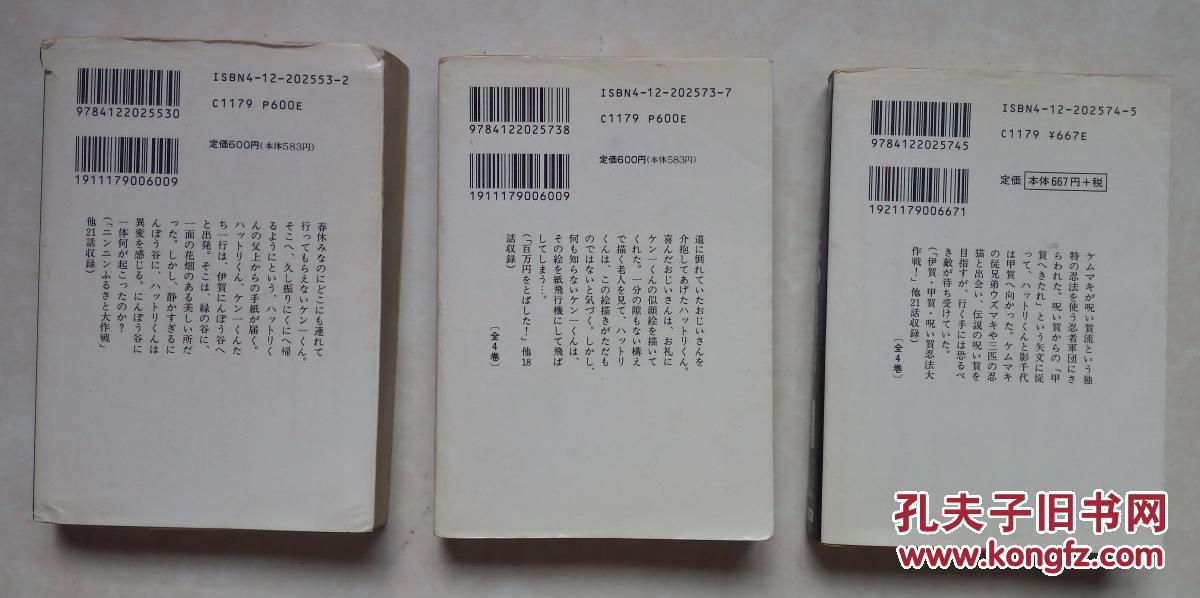 ISBN4-12-202553-2
C1179 P600E
9784122025530
定価600円(本体583円)
1911179006009
春休みなのにどこにも連れて
行ってもらえないケン一くん。
そこへ、久し振りにくにへ帰
るようにという、ハットリく
んの父上からの手紙が届く。
ハットリくん、ケン一くんた
ち一行は、伊賀にんぽう谷へ
と出発。そこは、緑の谷に、
一面の花畑のある美しい所だ
った。しかし、静かすぎるに
んぽう谷に、ハットリくんは
異変を感じる。にんぽう谷に
一体何が起こったのか？
(「ニンニンふるさと大作戦」
他21話収録)
ISBN4-12-202573-7
C1179 P600E
9784122025738
定価600円(本体583円)
1911179006009
道に倒れていたおじいさんを
介抱してあげたハットリくん。
喜んだおじいさんは、お礼に
ケン一くんの似顔絵を描いて
くれた。一分の隙もない構え
で描く老人を見て、ハットリ
くんは、この絵描きがただも
のではないと気づく。しかし、
何も知らないケン一くんは、
その絵を紙飛行機にして飛ば
してしまう…。
(「百万円をとばした！」他18
話収録)
〔全4巻〕
ISBN4-12-202574-5
C1179 ¥667E
9784122025745
定価 本体667円+税
1921179006671
ケムマキが呪い賀流という独
特の忍法を使う忍者軍団にさ
らわれた。呪い賀からの「甲
賀へきたれ」という矢文に従
って、ハットリくんと影千代
は甲賀へ向かった。ケムマキ
の従兄弟ウズマキや三匹の忍
猫と出会い、伝説の呪い賀を
目指すが、行く手には恐るべ
き敵が待ち受けていた。
(「伊賀・甲賀・呪い賀忍法大
作戦！」他21話収録)
〔全4巻〕
孔夫子旧书网
www.kongfz.com